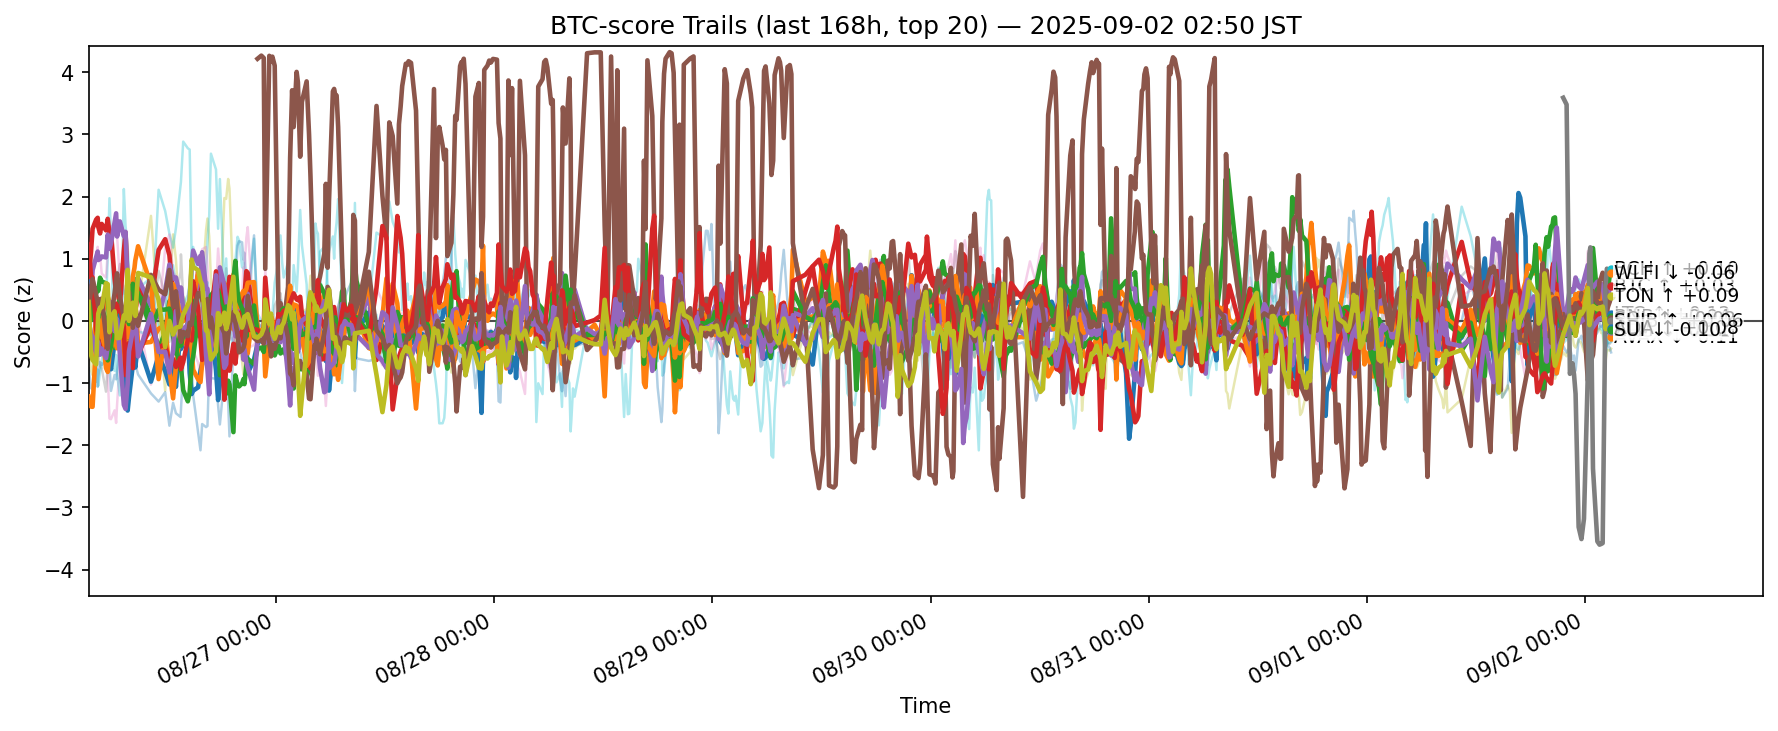 BTC-score Trails (last 168h, top 20) — 2025-09-02 02:50 JST
Score (z)
4
3
2
1
0
−1
−2
−3
−4
WLFI ↓ -0.06
TON ↑ +0.09
SUI ↓ -0.10
08/27 00:00
08/28 00:00
08/29 00:00
08/30 00:00
08/31 00:00
09/01 00:00
09/02 00:00
Time